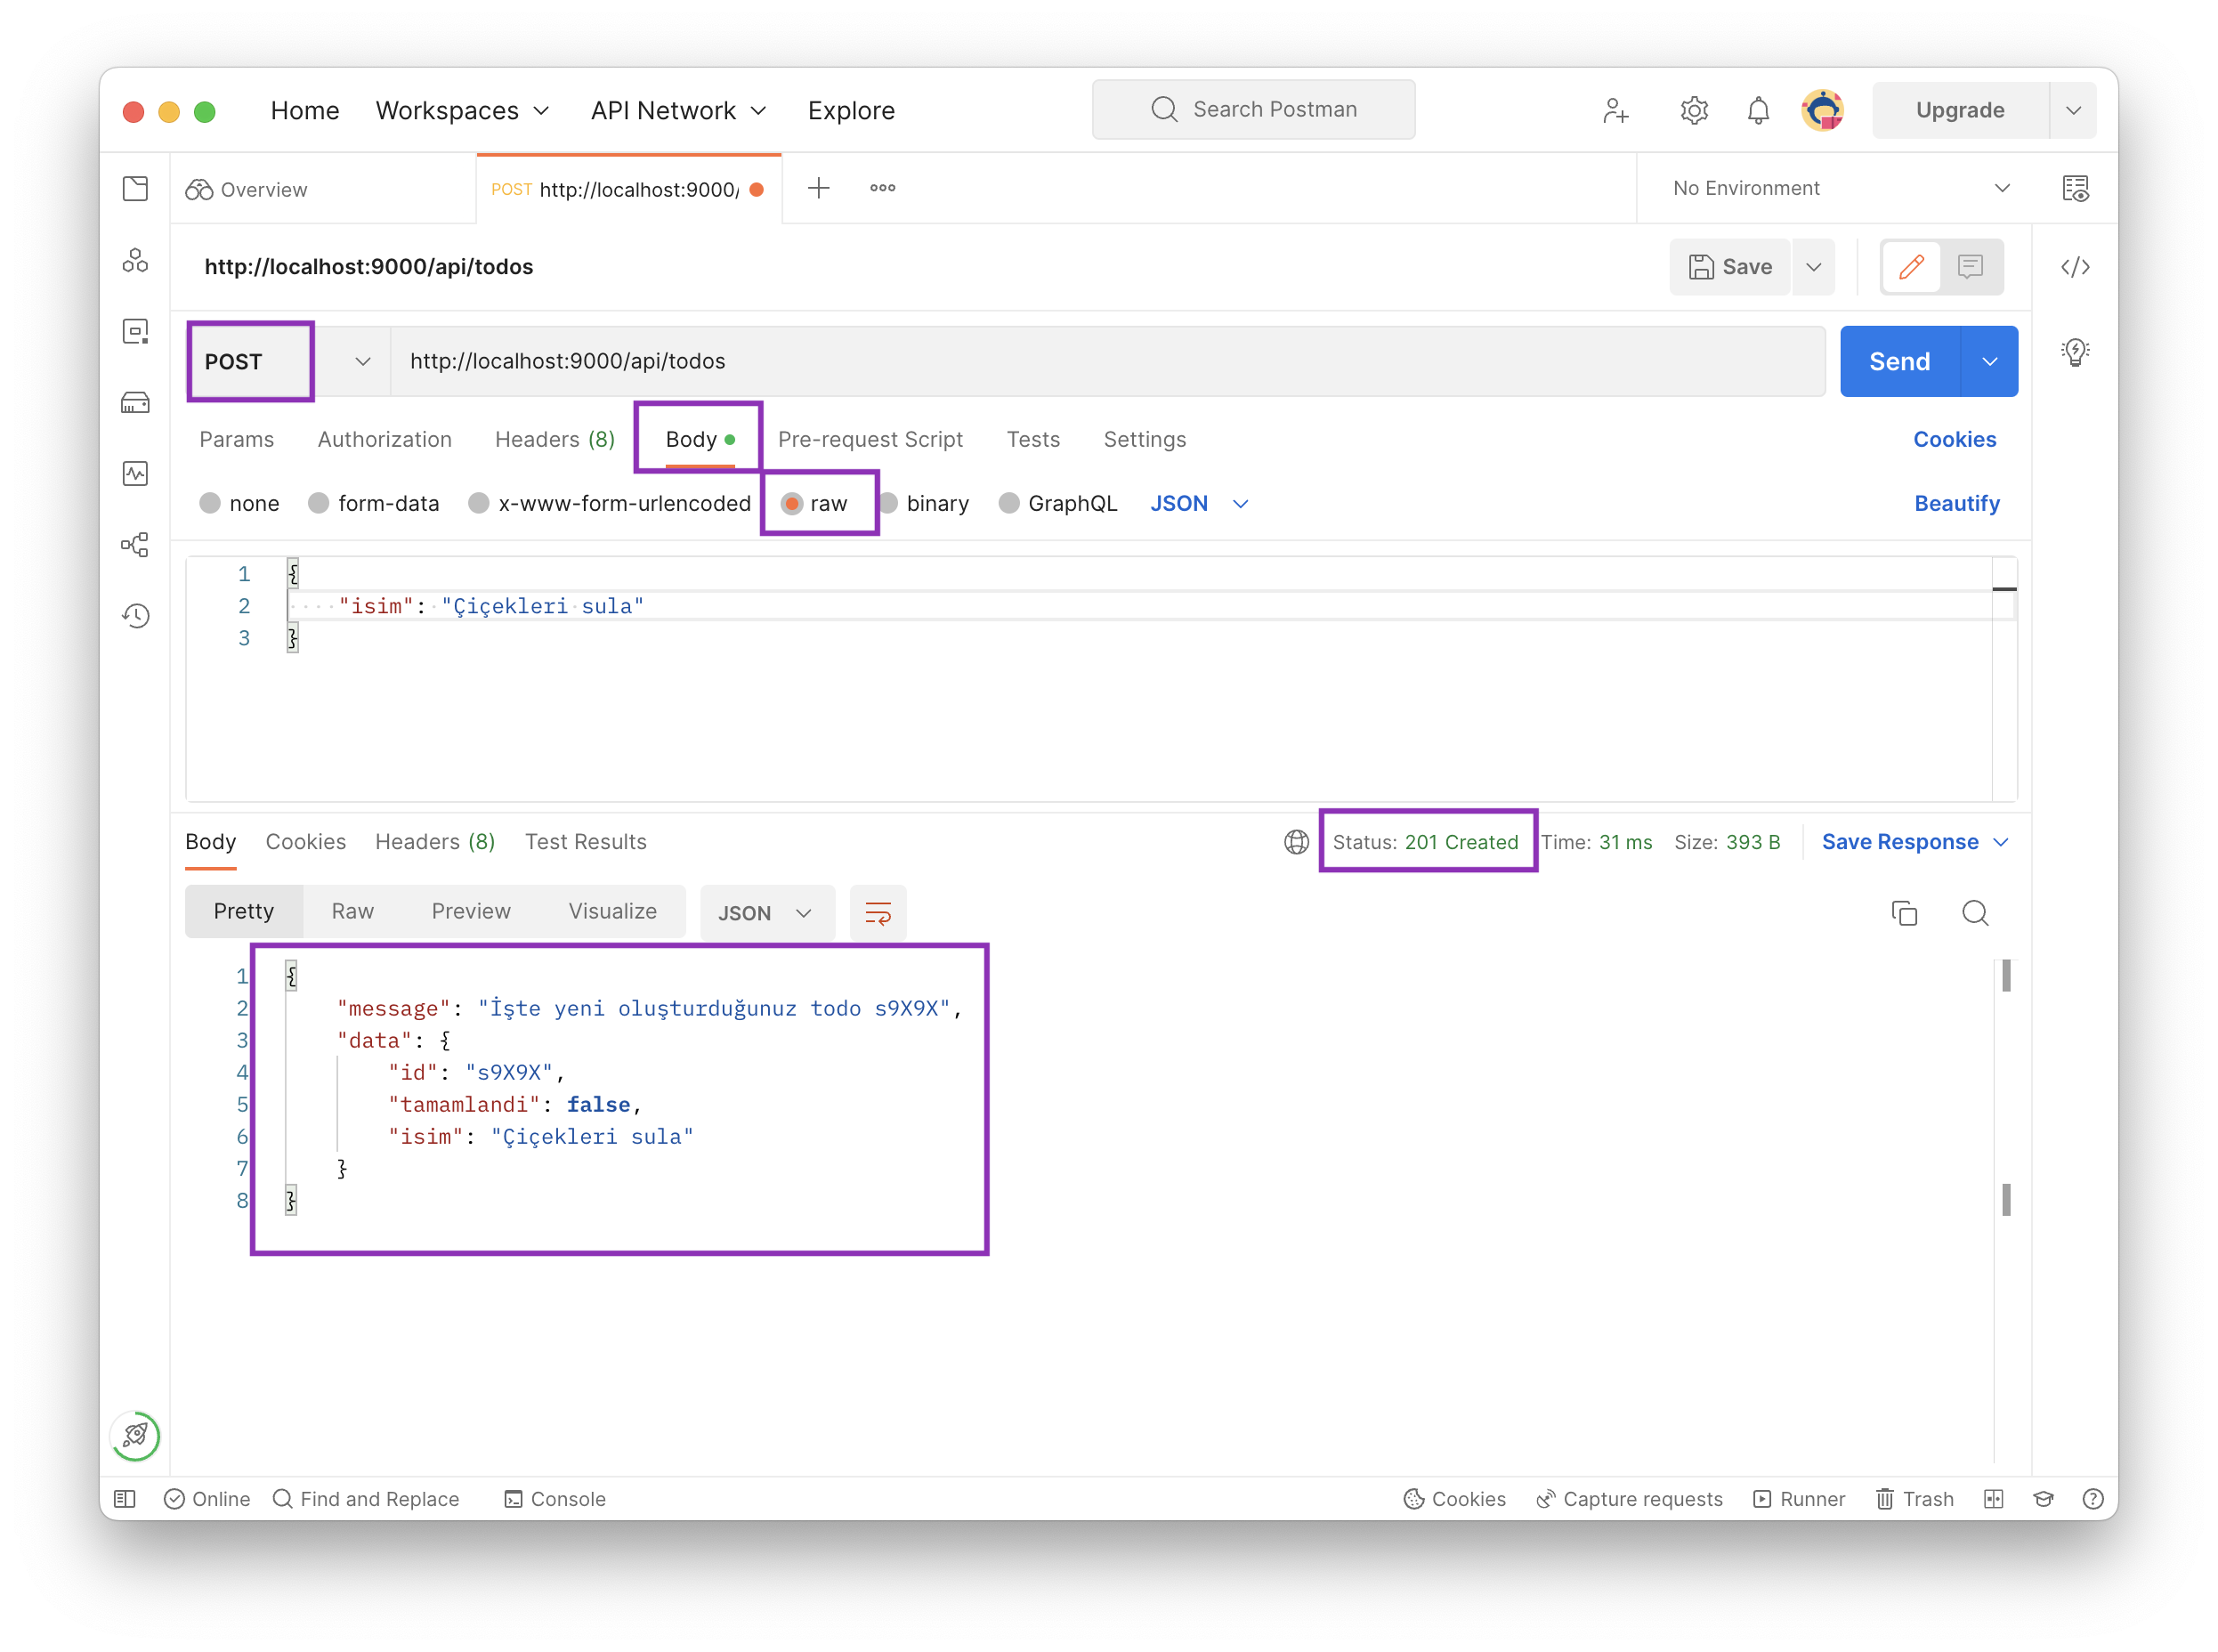 Home Workspaces API Network Explore Search Postman Upgrade
Overview POST http://localhost:9000/ No Environment
http://localhost:9000/api/todos Save
POST http://localhost:9000/api/todos Send
Params Authorization Headers (8) Body Pre-request Script Tests Settings Cookies
none form-data x-www-form-urlencoded raw binary GraphQL JSON Beautify
1 {
2 "isim": "Çiçekleri sula"
3 }
Body Cookies Headers (8) Test Results Status: 201 Created Time: 31 ms Size: 393 B Save Response
Pretty Raw Preview Visualize JSON
1 {
2 "message": "İşte yeni oluşturduğunuz todo s9X9X",
3 "data": {
4 "id": "s9X9X",
5 "tamamlandi": false,
6 "isim": "Çiçekleri sula"
7 }
8 }
Online Find and Replace Console Cookies Capture requests Runner Trash